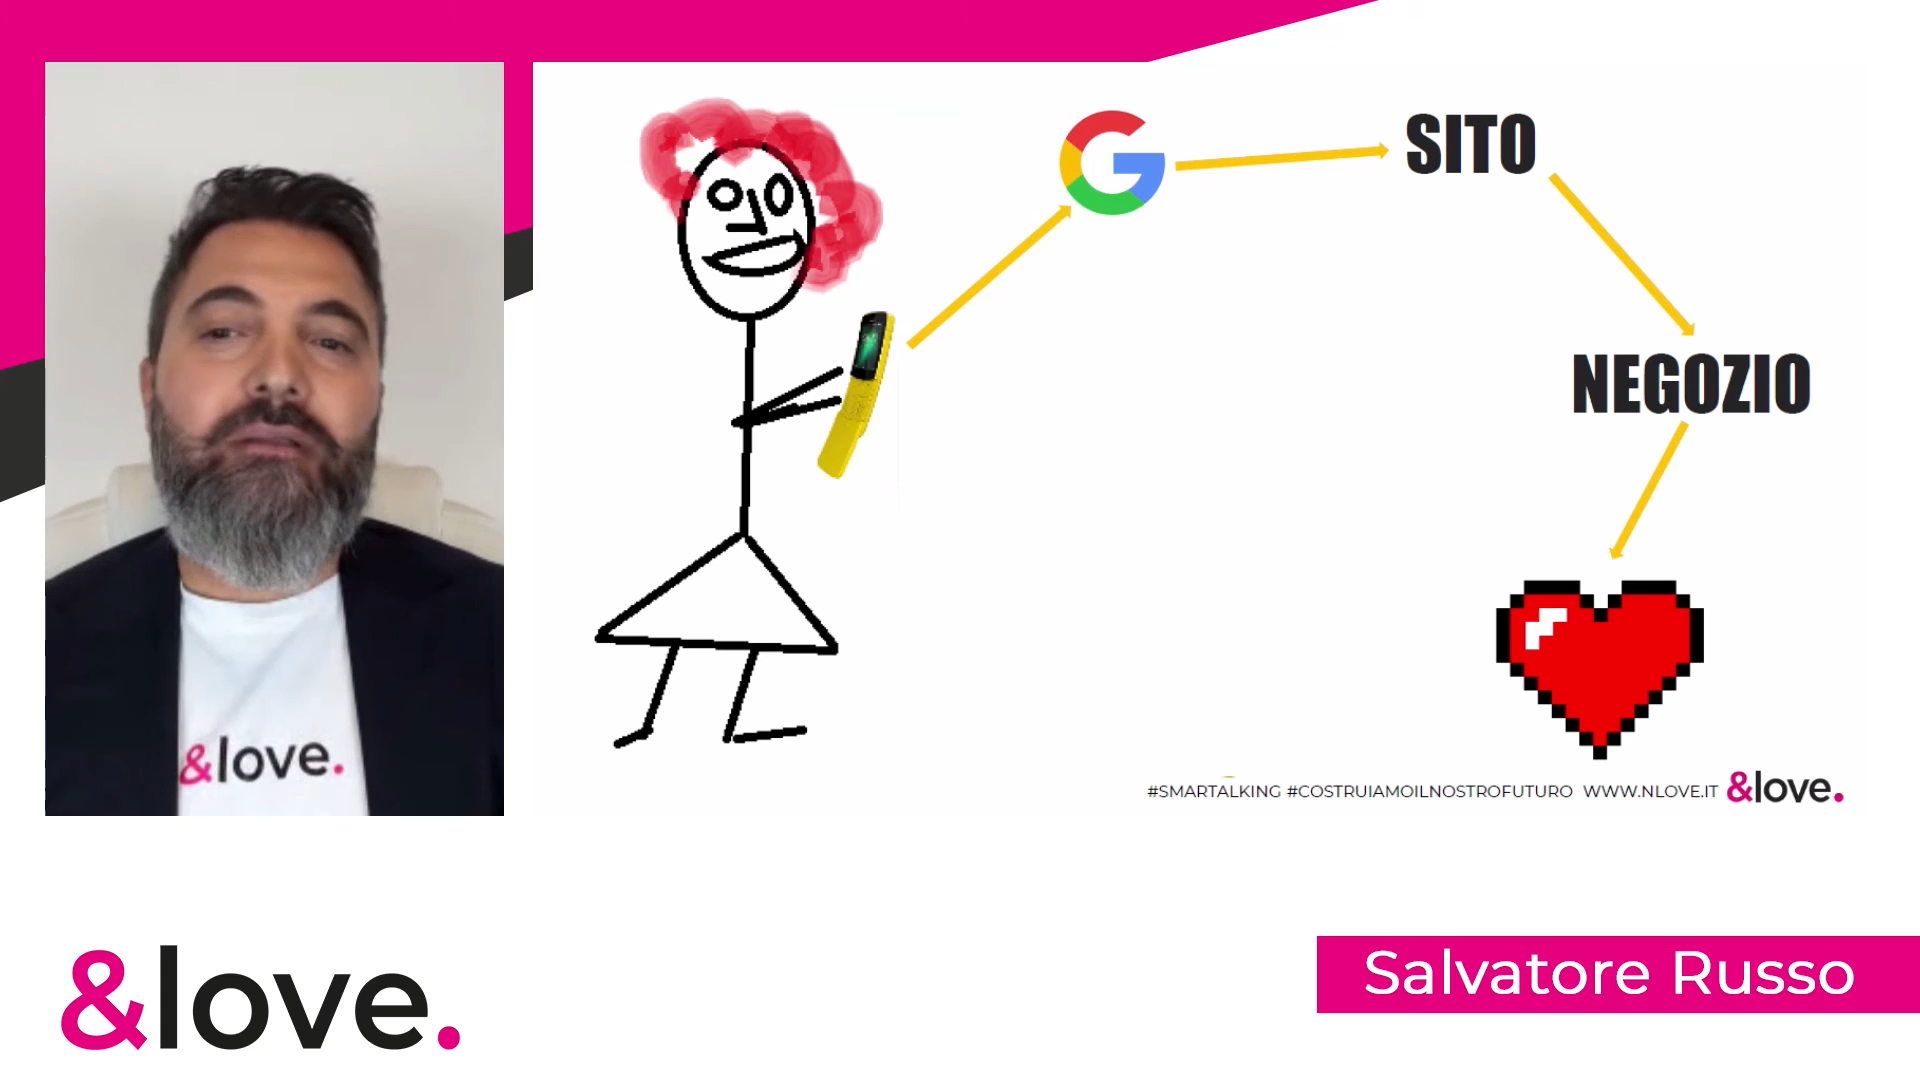 SITO
NEGOZIO
&love.
#SMARTALKING #COSTRUIAMOILNOSTROFUTURO WWW.NLOVE.IT &love.
&love.
Salvatore Russo